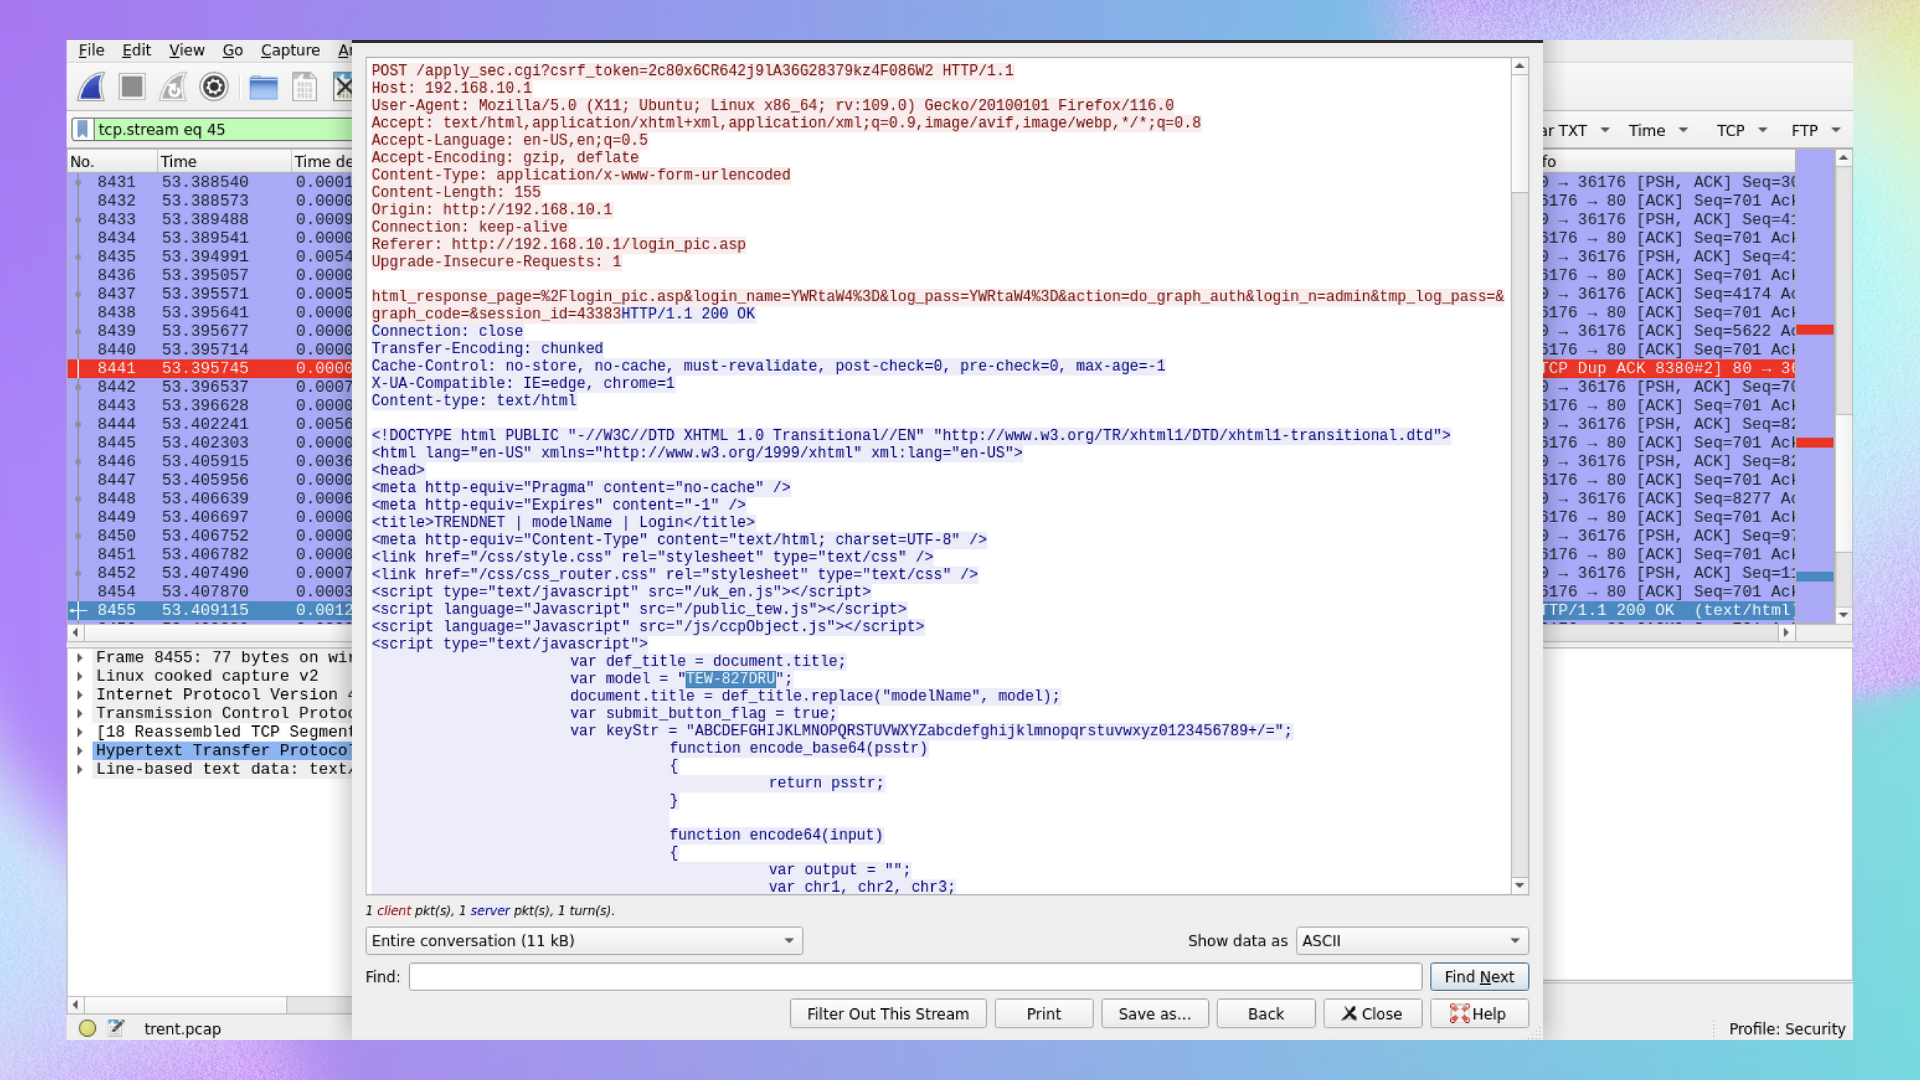 File Edit View Go Capture
tcp.stream eq 45
No. Time Time de
8431 53.388540 0.0001
8432 53.388573 0.0000
8433 53.389488 0.0009
8434 53.389541 0.0000
8435 53.394991 0.0054
8436 53.395057 0.0000
8437 53.395571 0.0005
8438 53.395641 0.0000
8439 53.395677 0.0000
8440 53.395714 0.0000
8441 53.395745 0.0000
8442 53.396537 0.0007
8443 53.396628 0.0000
8444 53.402241 0.0056
8445 53.402303 0.0000
8446 53.405915 0.0036
8447 53.405956 0.0000
8448 53.406639 0.0006
8449 53.406697 0.0000
8450 53.406752 0.0000
8451 53.406782 0.0000
8452 53.407490 0.0007
8454 53.407870 0.0003
8455 53.409115 0.0012
Frame 8455: 77 bytes on wi
Linux cooked capture v2
Internet Protocol Version 4
Transmission Control Protoc
[18 Reassembled TCP Segment
Hypertext Transfer Protoco
Line-based text data: text/
trent.pcap
POST /apply_sec.cgi?csrf_token=2c80x6CR642j9lA36G28379kz4F086W2 HTTP/1.1
Host: 192.168.10.1
User-Agent: Mozilla/5.0 (X11; Ubuntu; Linux x86_64; rv:109.0) Gecko/20100101 Firefox/116.0
Accept: text/html,application/xhtml+xml,application/xml;q=0.9,image/avif,image/webp,*/*;q=0.8
Accept-Language: en-US,en;q=0.5
Accept-Encoding: gzip, deflate
Content-Type: application/x-www-form-urlencoded
Content-Length: 155
Origin: http://192.168.10.1
Connection: keep-alive
Referer: http://192.168.10.1/login_pic.asp
Upgrade-Insecure-Requests: 1
html_response_page=%2Flogin_pic.asp&login_name=YWRtaW4%3D&log_pass=YWRtaW4%3D&action=do_graph_auth&login_n=admin&tmp_log_pass=&
graph_code=&session_id=43383HTTP/1.1 200 OK
Connection: close
Transfer-Encoding: chunked
Cache-Control: no-store, no-cache, must-revalidate, post-check=0, pre-check=0, max-age=-1
X-UA-Compatible: IE=edge, chrome=1
Content-type: text/html
<!DOCTYPE html PUBLIC "-//W3C//DTD XHTML 1.0 Transitional//EN" "http://www.w3.org/TR/xhtml1/DTD/xhtml1-transitional.dtd">
<html lang="en-US" xmlns="http://www.w3.org/1999/xhtml" xml:lang="en-US">
<head>
<meta http-equiv="Pragma" content="no-cache" />
<meta http-equiv="Expires" content="-1" />
<title>TRENDNET | modelName | Login</title>
<meta http-equiv="Content-Type" content="text/html; charset=UTF-8" />
<link href="/css/style.css" rel="stylesheet" type="text/css" />
<link href="/css/css_router.css" rel="stylesheet" type="text/css" />
<script type="text/javascript" src="/uk_en.js"></script>
<script language="Javascript" src="/public_tew.js"></script>
<script language="Javascript" src="/js/ccpObject.js"></script>
<script type="text/javascript">
var def_title = document.title;
var model = "TEW-827DRU";
document.title = def_title.replace("modelName", model);
var submit_button_flag = true;
var keyStr = "ABCDEFGHIJKLMNOPQRSTUVWXYZabcdefghijklmnopqrstuvwxyz0123456789+/=";
function encode_base64(psstr)
{
return psstr;
}
function encode64(input)
{
var output = "";
var chr1, chr2, chr3;
1 client pkt(s), 1 server pkt(s), 1 turn(s).
Entire conversation (11 kB) Show data as ASCII
Find: Find Next
Filter Out This Stream Print Save as... Back Close Help
ar TXT Time TCP FTP
fo
→ 36176 [PSH, ACK] Seq=30
6176 → 80 [ACK] Seq=701 Ack
→ 36176 [PSH, ACK] Seq=41
6176 → 80 [ACK] Seq=701 Ack
→ 36176 [PSH, ACK] Seq=41
6176 → 80 [ACK] Seq=701 Ack
→ 36176 [ACK] Seq=4174 Ac
6176 → 80 [ACK] Seq=701 Ack
→ 36176 [ACK] Seq=5622 Ac
6176 → 80 [ACK] Seq=701 Ack
TCP Dup ACK 8380#2] 80 → 36
→ 36176 [PSH, ACK] Seq=70
6176 → 80 [ACK] Seq=701 Ack
→ 36176 [PSH, ACK] Seq=82
6176 → 80 [ACK] Seq=701 Ack
→ 36176 [PSH, ACK] Seq=82
6176 → 80 [ACK] Seq=701 Ack
→ 36176 [ACK] Seq=8277 Ac
6176 → 80 [ACK] Seq=701 Ack
→ 36176 [PSH, ACK] Seq=97
6176 → 80 [ACK] Seq=701 Ack
→ 36176 [PSH, ACK] Seq=11
6176 → 80 [ACK] Seq=701 Ack
TTP/1.1 200 OK (text/html)
Profile: Security